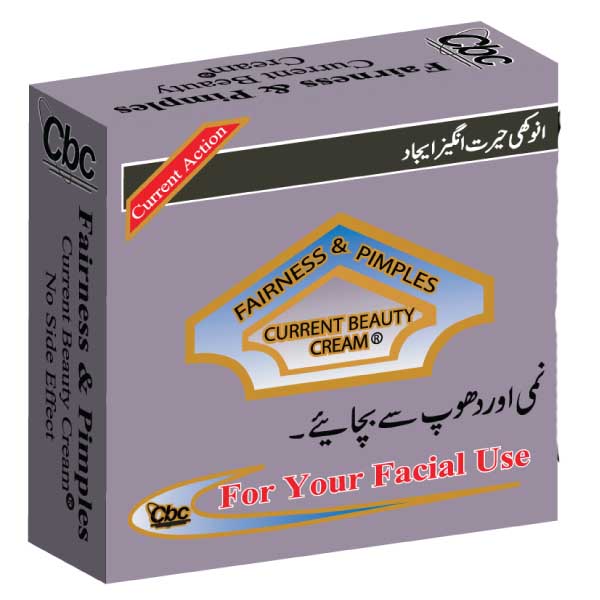 Cbc
Fairness & Pimples
Current Beauty
Cream®
Cbc
Fairness & Pimples
Current Beauty Cream®
No Side Effect
Current Action
انوکھی حیرت انگیز ایجاد
FAIRNESS & PIMPLES
CURRENT BEAUTY
CREAM®
نمی اور دھوپ سے بچائیے۔
For Your Facial Use
Cbc